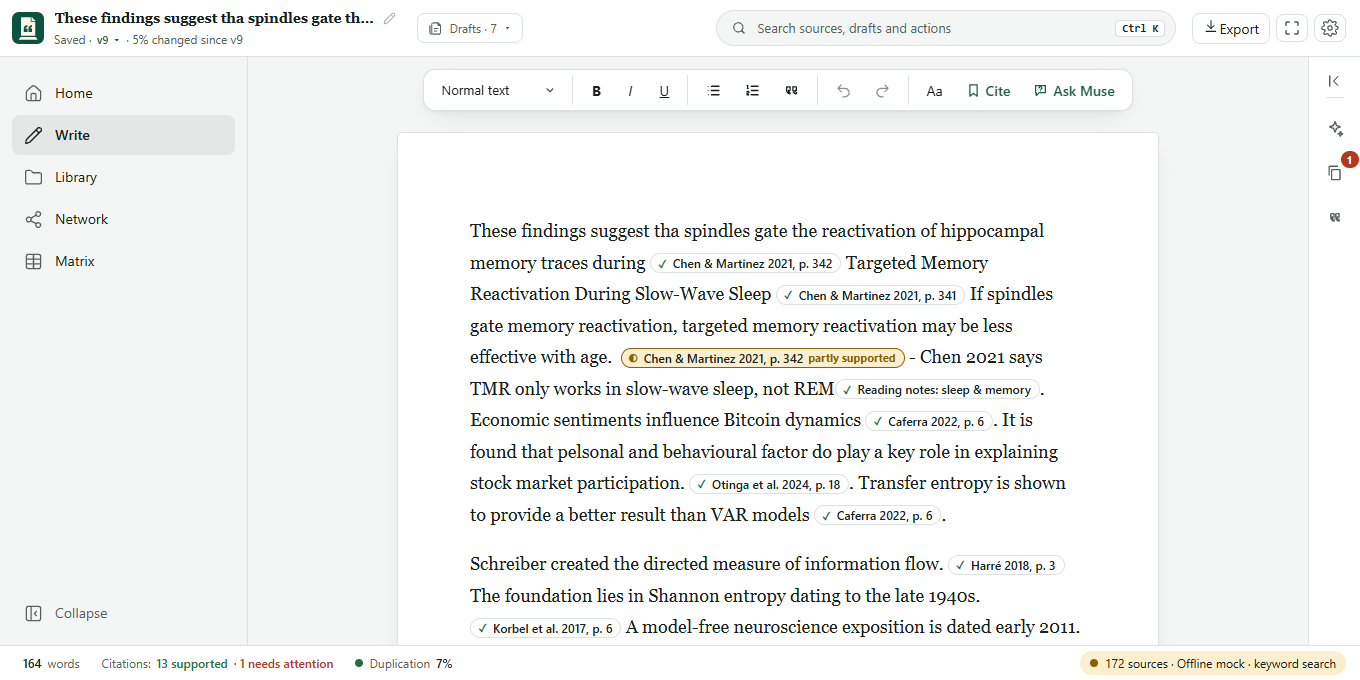 These findings suggest tha spindles gate th...
Saved · v9 · 5% changed since v9
Drafts · 7
Search sources, drafts and actions
Ctrl K
Export
Home
Write
Library
Network
Matrix
Collapse
Normal text
B I U
Aa
Cite
Ask Muse
1
These findings suggest tha spindles gate the reactivation of hippocampal
memory traces during ✓ Chen & Martinez 2021, p. 342 Targeted Memory
Reactivation During Slow-Wave Sleep ✓ Chen & Martinez 2021, p. 341 If spindles
gate memory reactivation, targeted memory reactivation may be less
effective with age. Chen & Martinez 2021, p. 342 partly supported - Chen 2021 says
TMR only works in slow-wave sleep, not REM ✓ Reading notes: sleep & memory .
Economic sentiments influence Bitcoin dynamics ✓ Caferra 2022, p. 6 . It is
found that pelsonal and behavioural factor do play a key role in explaining
stock market participation. ✓ Otinga et al. 2024, p. 18 . Transfer entropy is shown
to provide a better result than VAR models ✓ Caferra 2022, p. 6 .
Schreiber created the directed measure of information flow. ✓ Harré 2018, p. 3
The foundation lies in Shannon entropy dating to the late 1940s.
✓ Korbel et al. 2017, p. 6 A model-free neuroscience exposition is dated early 2011.
164 words
Citations: 13 supported · 1 needs attention
Duplication 7%
172 sources · Offline mock · keyword search